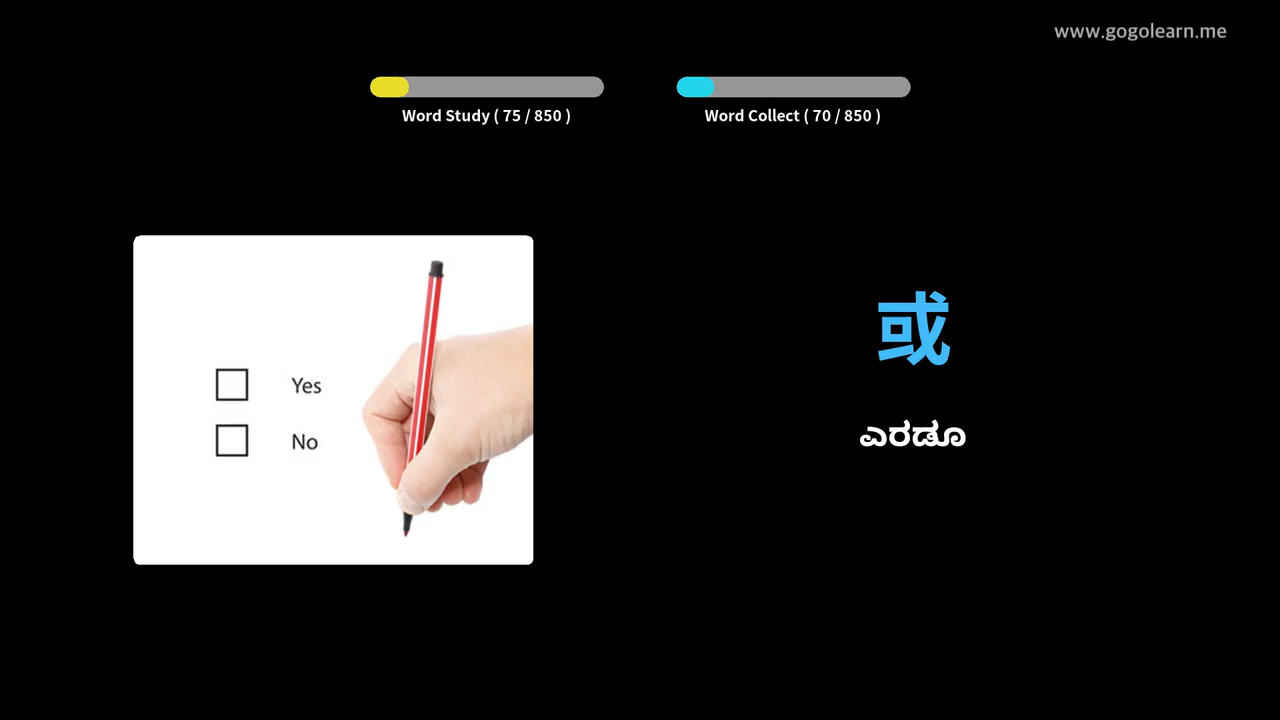 www.gogolearn.me
Word Study ( 75 / 850 )
Word Collect ( 70 / 850 )
Yes
No
或
ಎರಡೂ